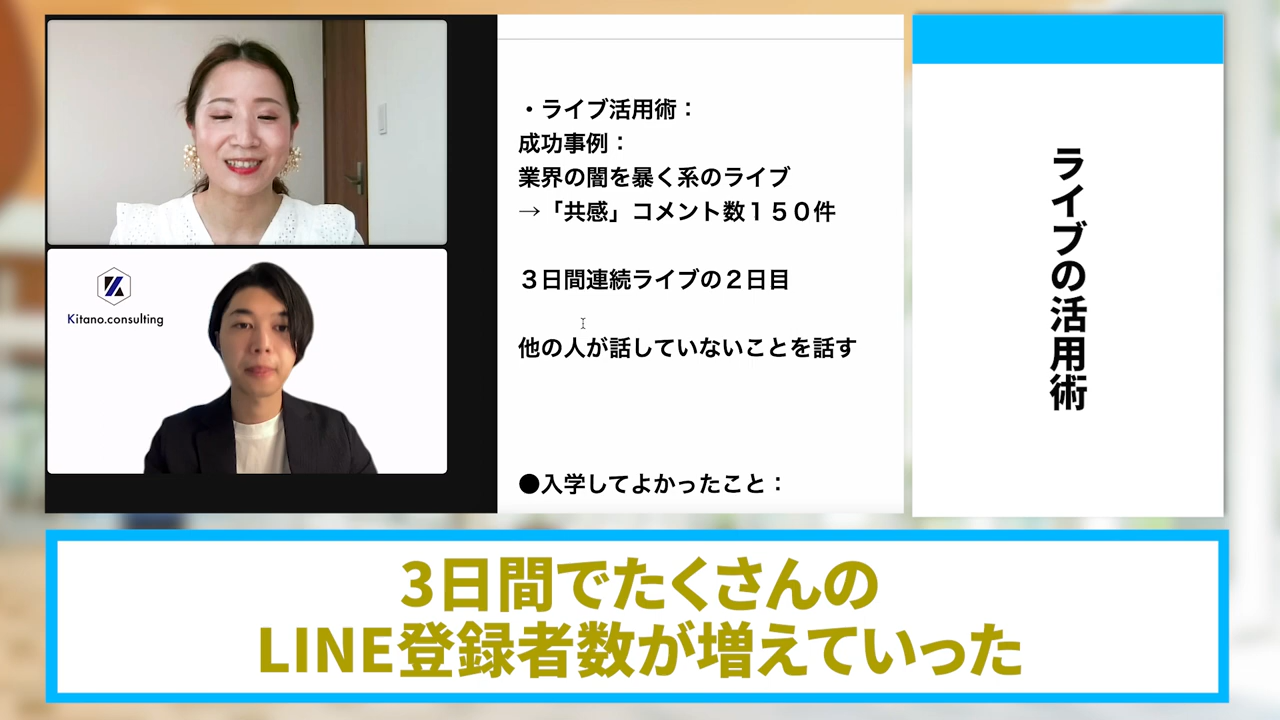 Kitano.consulting
・ライブ活用術：
成功事例：
業界の闇を暴く系のライブ
→「共感」コメント数１５０件
３日間連続ライブの２日目
他の人が話していないことを話す
●入学してよかったこと：
ライブの活用術
3日間でたくさんの
LINE登録者数が増えていった